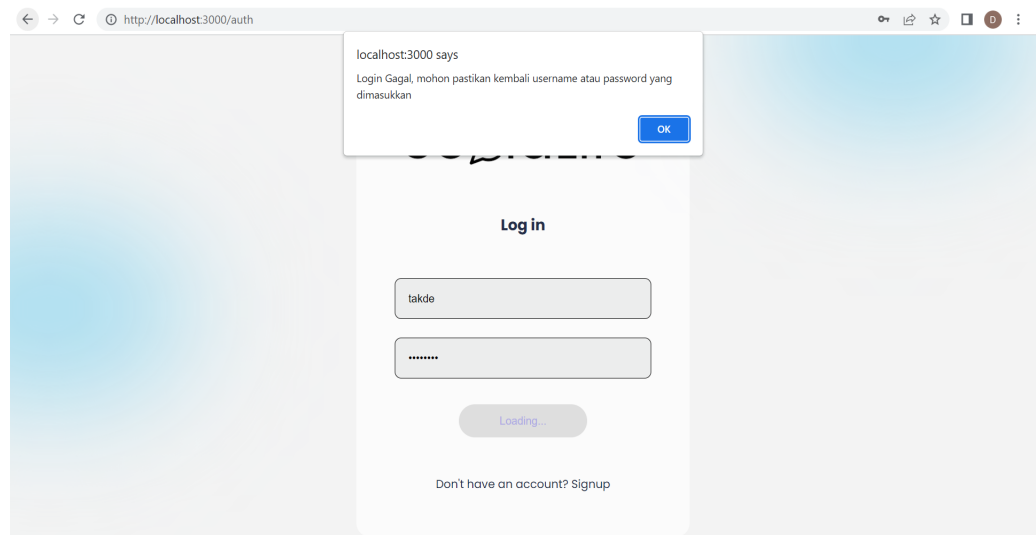 http://localhost:3000/auth
D
localhost:3000 says
Login Gagal, mohon pastikan kembali username atau password yang
dimasukkan
OK
Log in
takde
••••••••
Loading...
Don't have an account? Signup